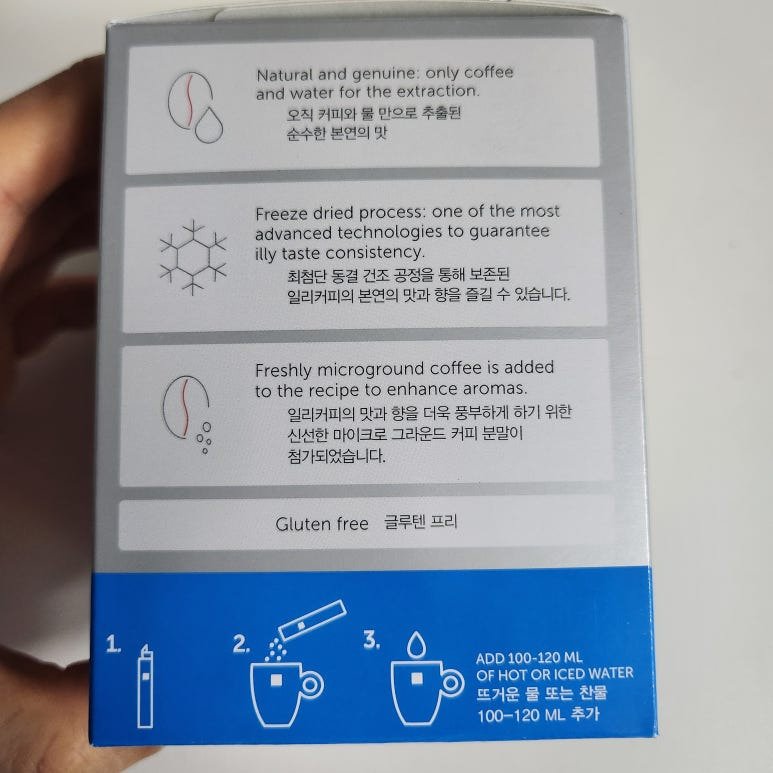 Natural and genuine: only coffee
and water for the extraction.
오직 커피와 물 만으로 추출된
순수한 본연의 맛
Freeze dried process: one of the most
advanced technologies to guarantee
illy taste consistency.
최첨단 동결 건조 공정을 통해 보존된
일리커피의 본연의 맛과 향을 즐길 수 있습니다.
Freshly microground coffee is added
to the recipe to enhance aromas.
일리커피의 맛과 향을 더욱 풍부하게 하기 위한
신선한 마이크로 그라운드 커피 분말이
첨가되었습니다.
Gluten free 글루텐 프리
1.
2.
3.
ADD 100-120 ML
OF HOT OR ICED WATER
뜨거운 물 또는 찬물
100-120 ML 추가